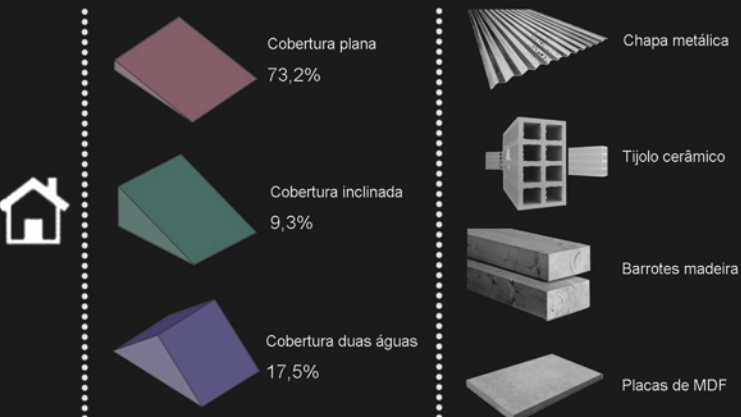 Cobertura plana
73,2%
Cobertura inclinada
9,3%
Cobertura duas águas
17,5%
Chapa metálica
Tijolo cerâmico
Barrotes madeira
Placas de MDF